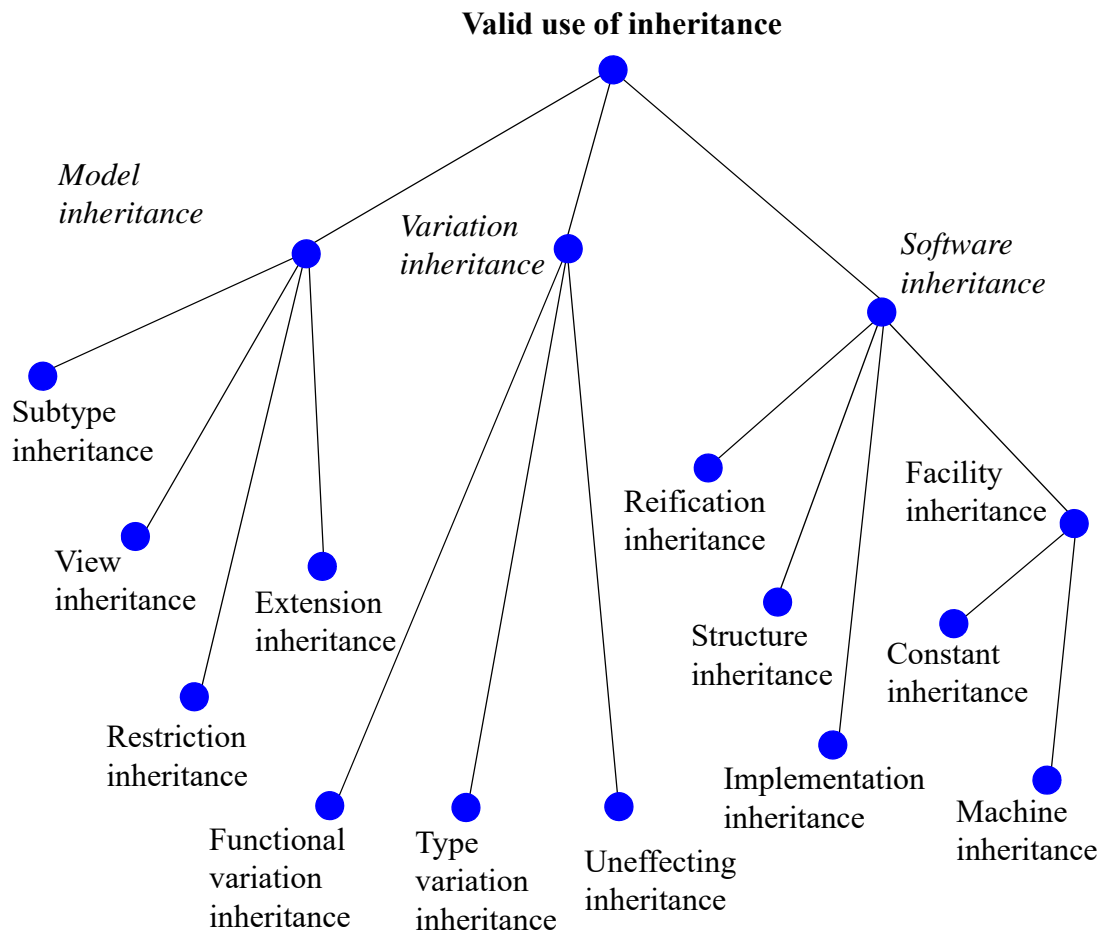 Valid use of inheritance
Model
inheritance
Variation
inheritance
Software
inheritance
Subtype
inheritance
View
inheritance
Extension
inheritance
Restriction
inheritance
Functional
variation
inheritance
Type
variation
inheritance
Uneffecting
inheritance
Reification
inheritance
Structure
inheritance
Implementation
inheritance
Facility
inheritance
Constant
inheritance
Machine
inheritance